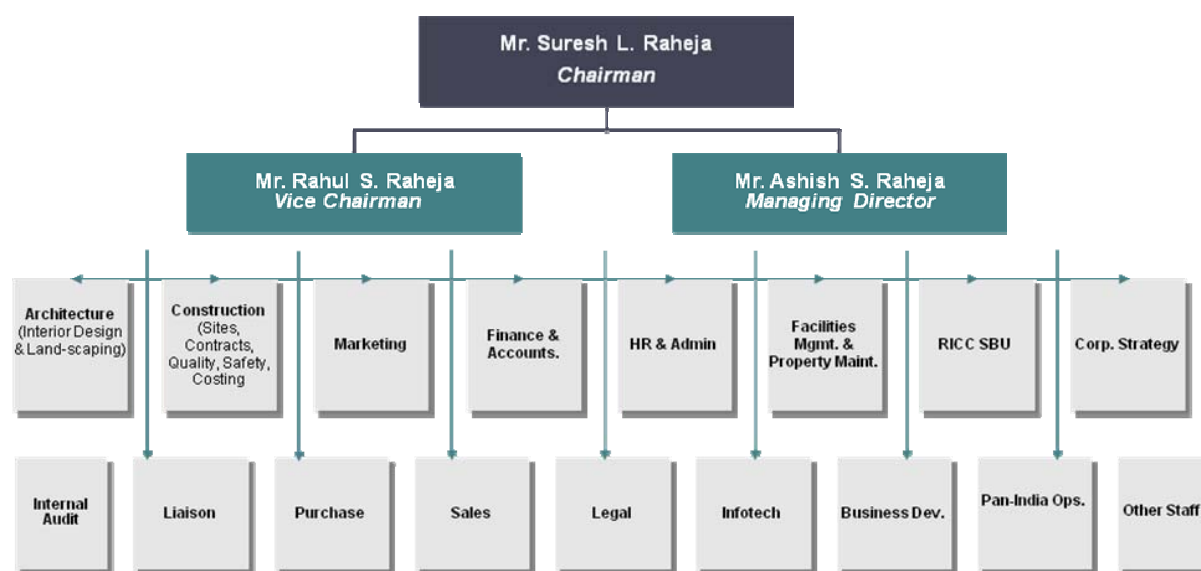 Mr. Suresh L. Raheja
Chairman
Mr. Rahul S. Raheja
Vice Chairman
Mr. Ashish S. Raheja
Managing Director
Architecture
(Interior Design
& Land-scaping)
Construction
(Sites,
Contracts,
Quality, Safety,
Costing
Marketing
Finance &
Accounts.
HR & Admin
Facilities
Mgmt. &
Property Maint.
RICC SBU
Corp. Strategy
Internal
Audit
Liaison
Purchase
Sales
Legal
Infotech
Business Dev.
Pan-India Ops.
Other Staff